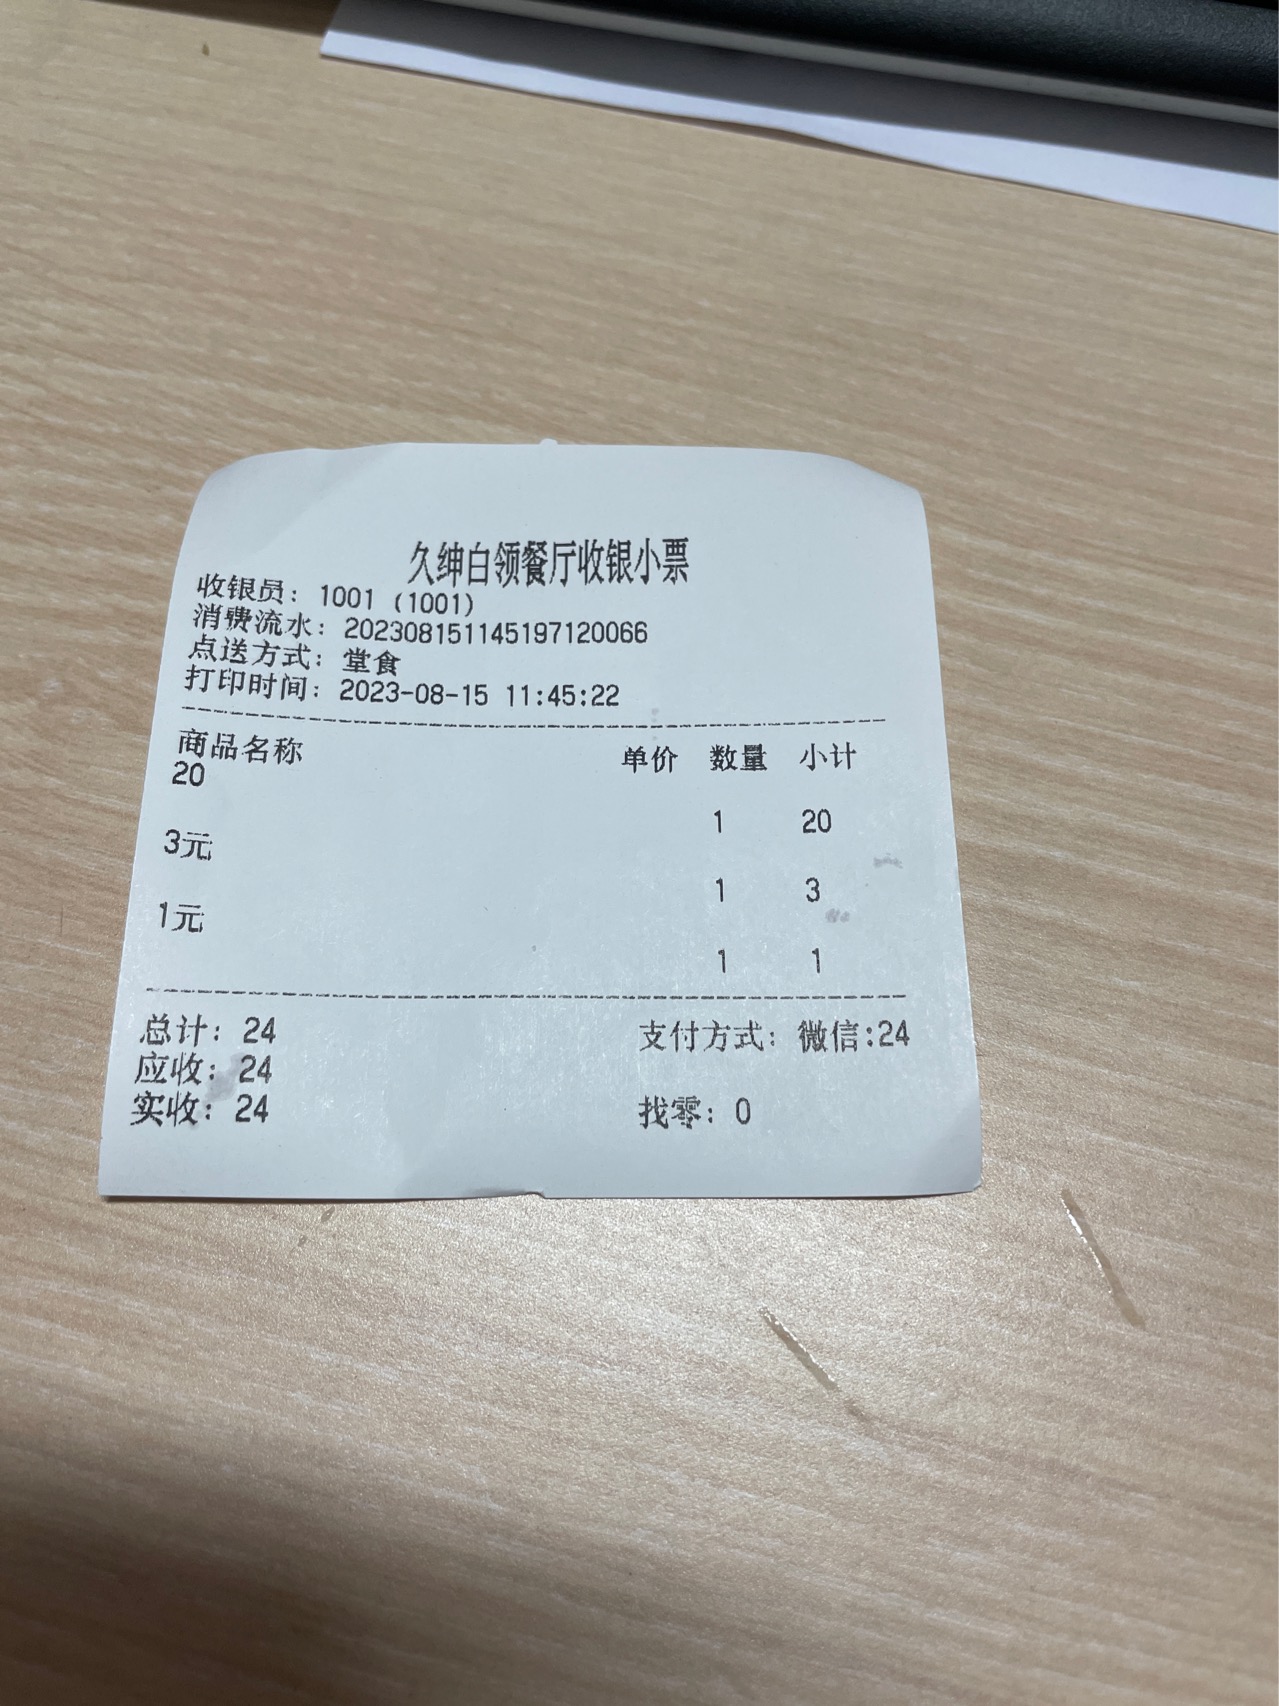 久绅白领餐厅收银小票
收银员：1001 (1001)
消费流水：202308151145197120066
点送方式：堂食
打印时间：2023-08-15 11:45:22
商品名称 单价 数量 小计
20
1 20
3元
1 3
1元
1 1
总计：24 支付方式：微信:24
应收：24
实收：24 找零：0